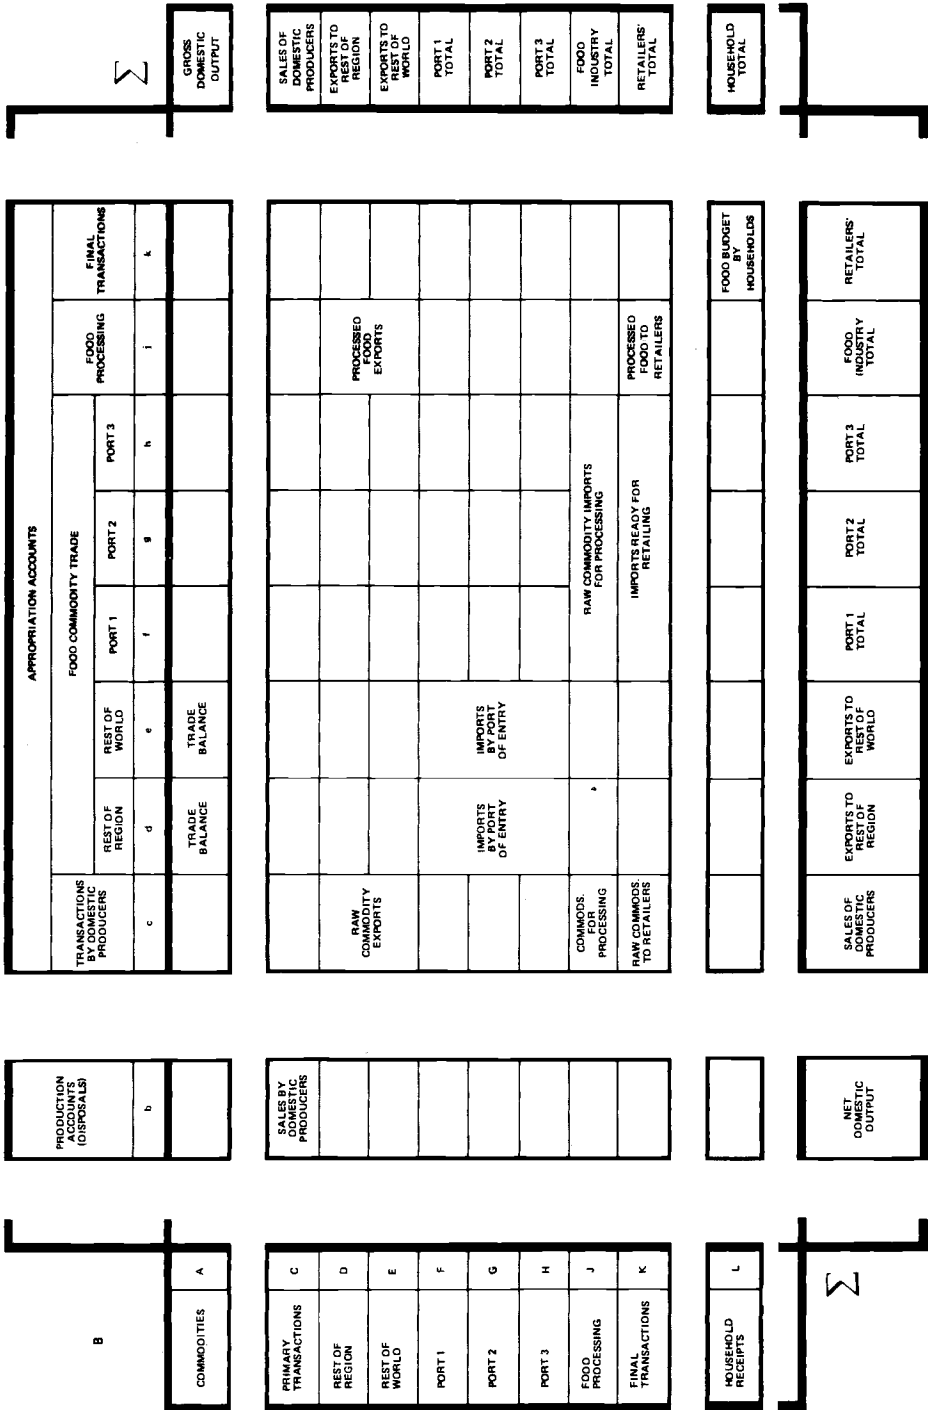 B
PRODUCTION
ACCOUNTS
(DISPOSALS)
b
APPROPRIATION ACCOUNTS
TRANSACTIONS
BY DOMESTIC
PRODUCERS
FOOD COMMODITY TRADE
FOOD
PROCESSING
FINAL
TRANSACTIONS
REST OF
REGION
REST OF
WORLD
PORT 1
PORT 2
PORT 3
c
d
e
f
g
h
j
k
Σ
COMMODITIES
A
TRADE
BALANCE
TRADE
BALANCE
GROSS
DOMESTIC
OUTPUT
PRIMARY
TRANSACTIONS
C
SALES BY
DOMESTIC
PRODUCERS
SALES OF
DOMESTIC
PRODUCERS
REST OF
REGION
D
RAW
COMMODITY
EXPORTS
PROCESSED
FOOD
EXPORTS
EXPORTS TO
REST OF
REGION
REST OF
WORLD
E
EXPORTS TO
REST OF
WORLD
PORT 1
F
PORT 1
TOTAL
PORT 2
G
IMPORTS
BY PORT
OF ENTRY
IMPORTS
BY PORT
OF ENTRY
PORT 2
TOTAL
PORT 3
H
PORT 3
TOTAL
FOOD
PROCESSING
J
COMMODS.
FOR
PROCESSING
RAW COMMODITY IMPORTS
FOR PROCESSING
FOOD
INDUSTRY
TOTAL
FINAL
TRANSACTIONS
K
RAW COMMODS.
TO RETAILERS
IMPORTS READY FOR
RETAILING
PROCESSED
FOOD TO
RETAILERS
RETAILERS'
TOTAL
HOUSEHOLD
RECEIPTS
L
FOOD BUDGET
BY
HOUSEHOLDS
HOUSEHOLD
TOTAL
Σ
NET
DOMESTIC
OUTPUT
SALES OF
DOMESTIC
PRODUCERS
EXPORTS TO
REST OF
REGION
EXPORTS TO
REST OF
WORLD
PORT 1
TOTAL
PORT 2
TOTAL
PORT 3
TOTAL
FOOD
INDUSTRY
TOTAL
RETAILERS'
TOTAL